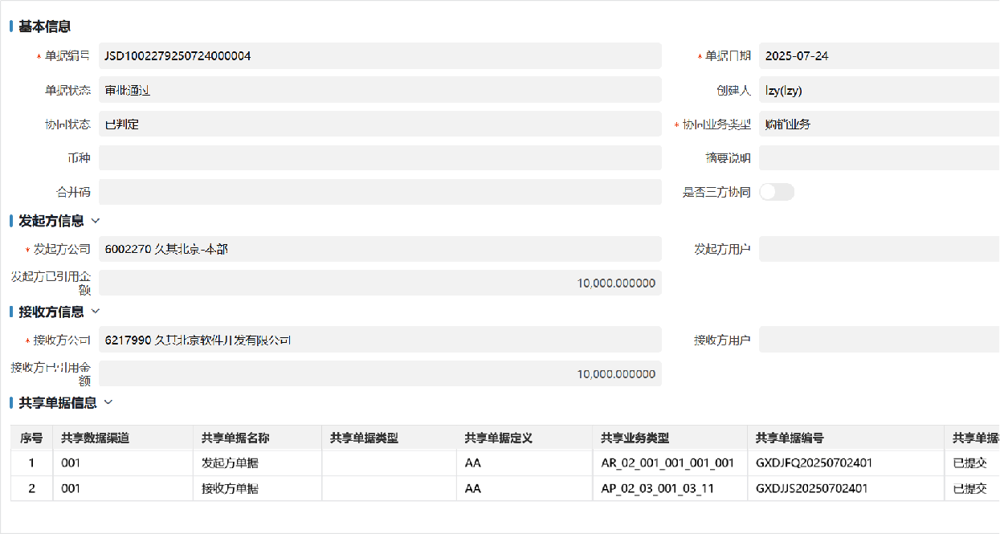 基本信息
* 单据编号 JSD1002279250724000004 * 单据日期 2025-07-24
单据状态 审批通过 创建人 lzy(lzy)
协同状态 已判定 * 协同业务类型 购销业务
币种 摘要说明
合并码 是否三方协同
发起方信息
* 发起方公司 6002270 久其北京-本部 发起方用户
发起方已引用金
额 10,000.000000
接收方信息
* 接收方公司 6217990 久其北京软件开发有限公司 接收方用户
接收方已引用金
额 10,000.000000
共享单据信息
序号 共享数据渠道 共享单据名称 共享单据类型 共享单据定义 共享业务类型 共享单据编号 共享单据
1 001 发起方单据 AA AR_02_001_001_001_001 GXDJFQ20250702401 已提交
2 001 接收方单据 AA AP_02_03_001_03_11 GXDJJS20250702401 已提交